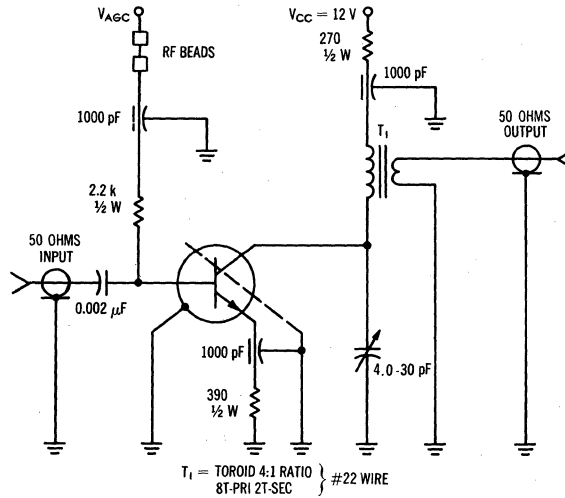 V_AGC
V_CC = 12 V
270
½ W
RF BEADS
1000 pF
1000 pF
T₁
50 OHMS
OUTPUT
2.2 k
½ W
50 OHMS
INPUT
0.002 μF
1000 pF
4.0-30 pF
390
½ W
T₁ = TOROID 4:1 RATIO
8T-PRI 2T-SEC
} #22 WIRE